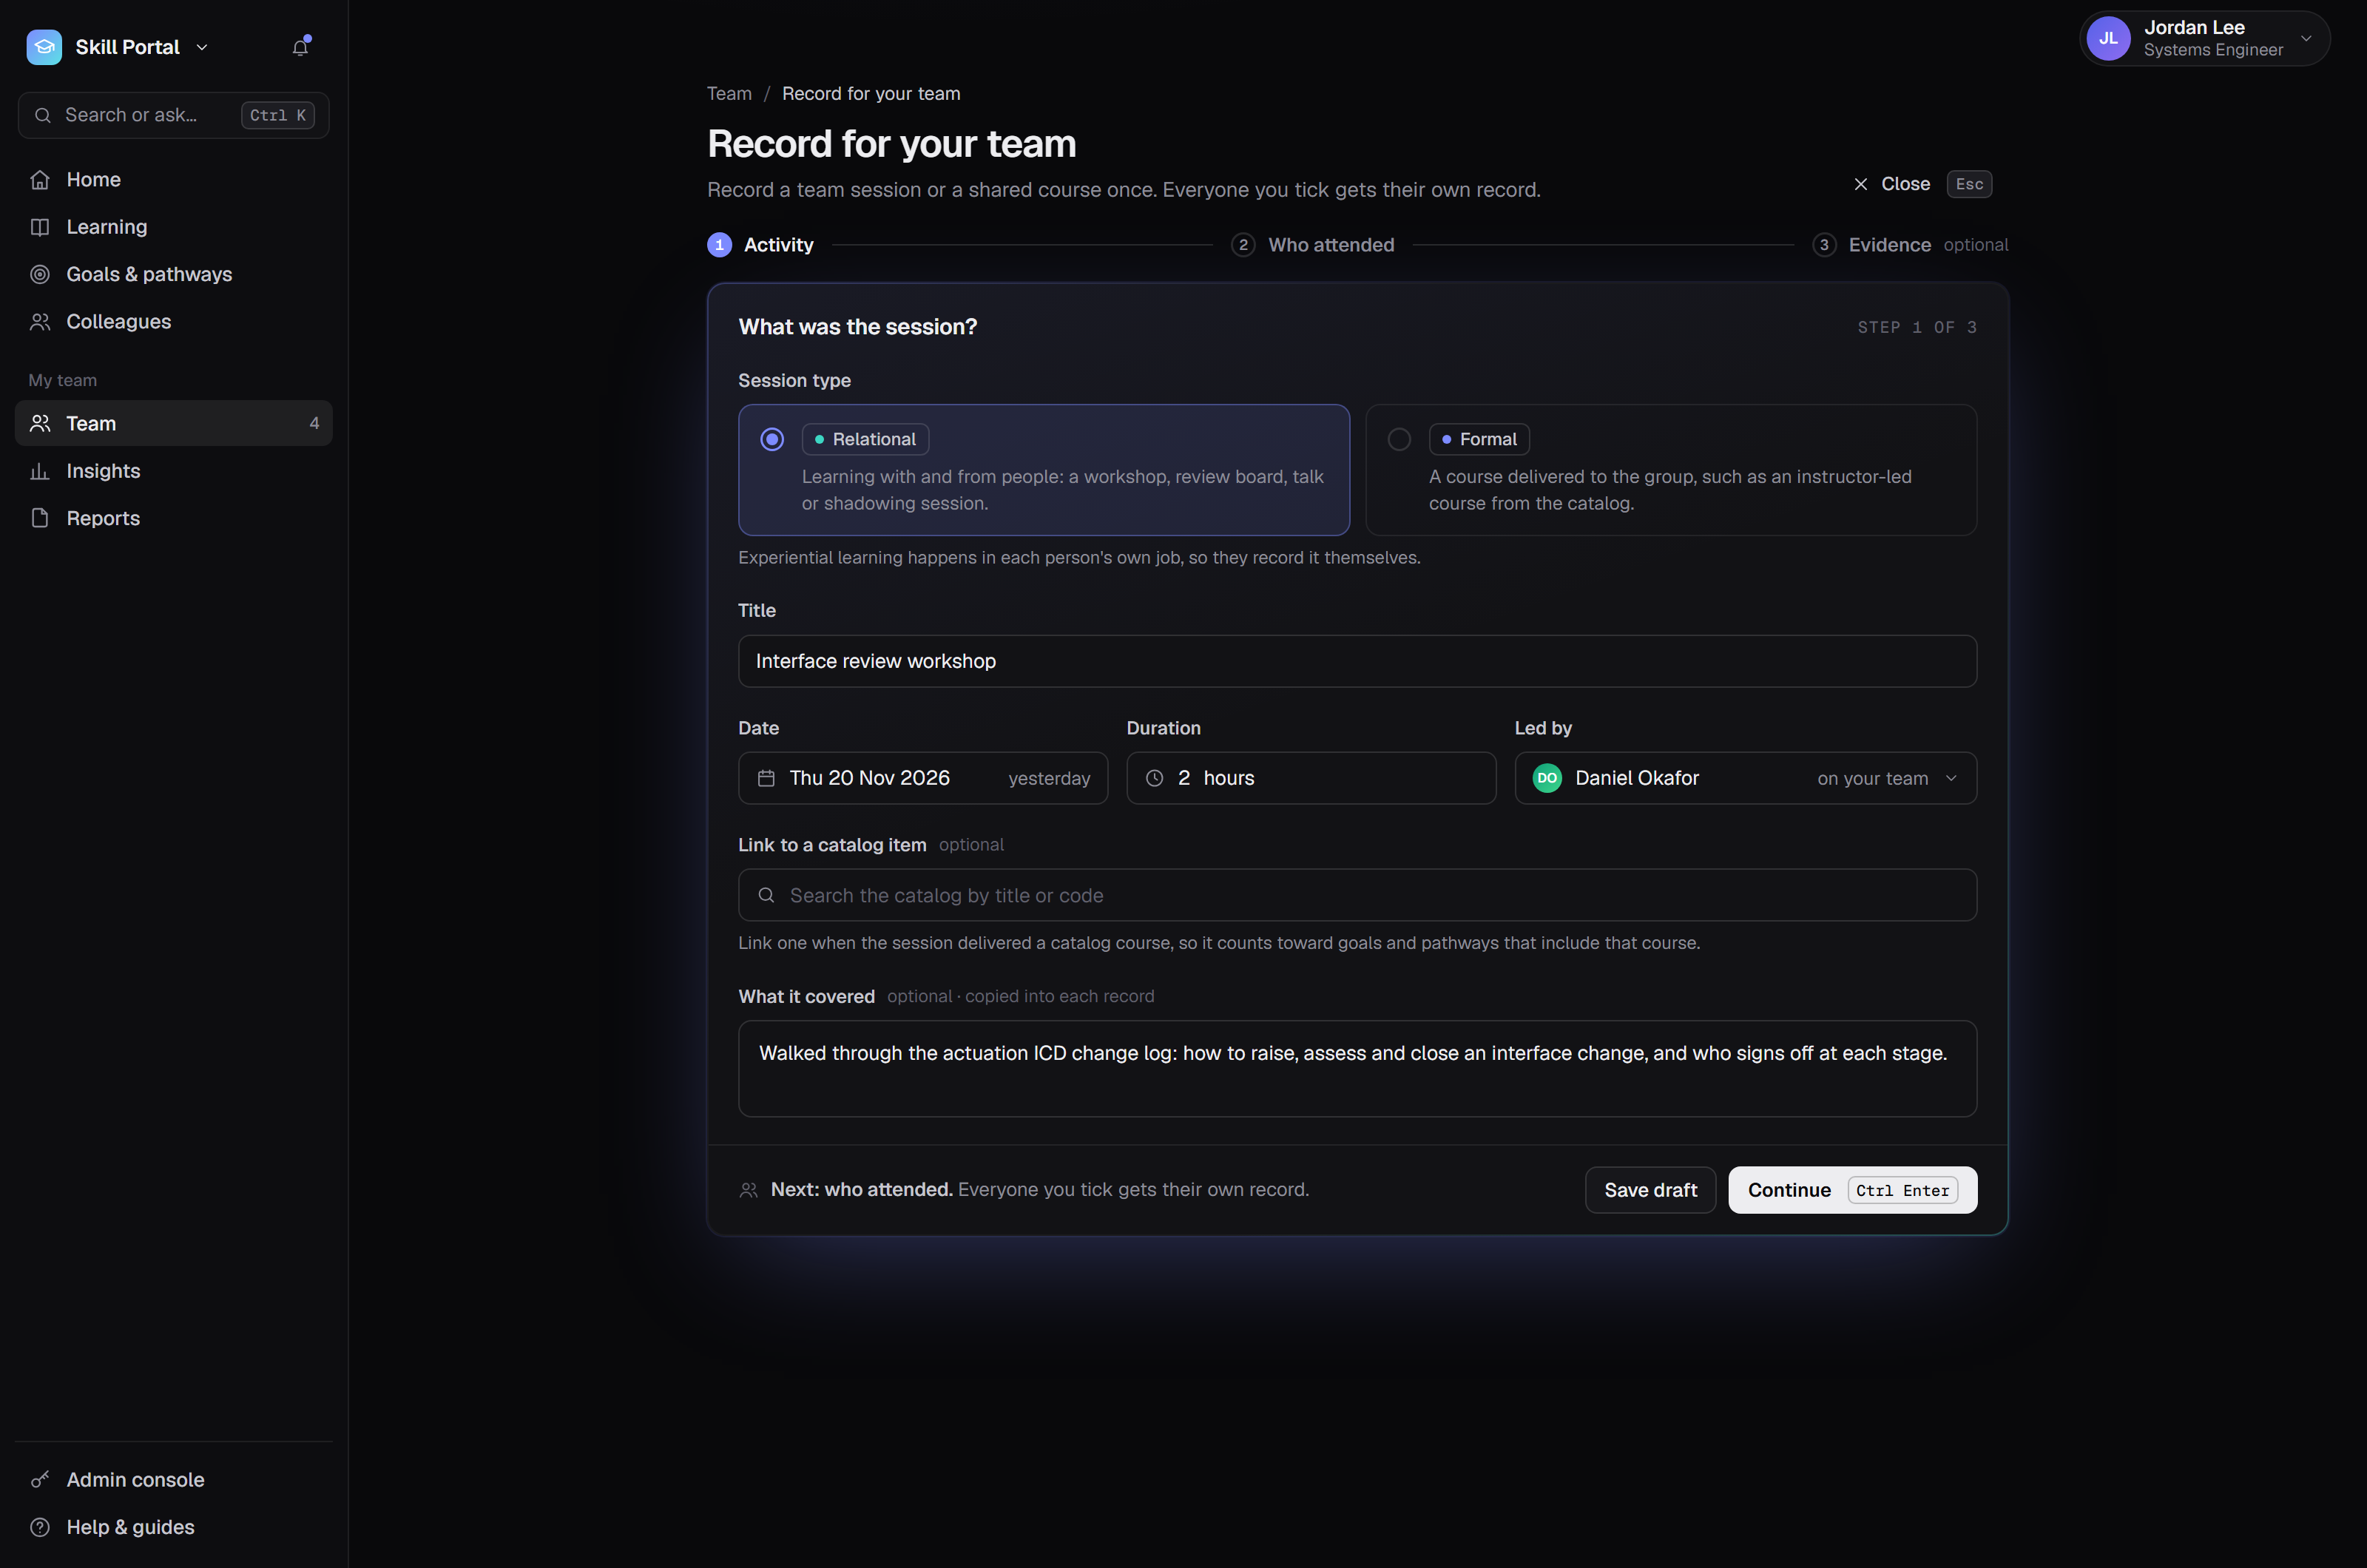 Skill Portal
Search or ask...
Ctrl K
Home
Learning
Goals & pathways
Colleagues
My team
Team 4
Insights
Reports
Admin console
Help & guides
JL
Jordan Lee
Systems Engineer
Team / Record for your team
Record for your team
Record a team session or a shared course once. Everyone you tick gets their own record.
Close Esc
1 Activity
2 Who attended
3 Evidence optional
What was the session?
STEP 1 OF 3
Session type
Relational
Learning with and from people: a workshop, review board, talk
or shadowing session.
Formal
A course delivered to the group, such as an instructor-led
course from the catalog.
Experiential learning happens in each person's own job, so they record it themselves.
Title
Interface review workshop
Date
Thu 20 Nov 2026 yesterday
Duration
2 hours
Led by
DO Daniel Okafor on your team
Link to a catalog item optional
Search the catalog by title or code
Link one when the session delivered a catalog course, so it counts toward goals and pathways that include that course.
What it covered optional · copied into each record
Walked through the actuation ICD change log: how to raise, assess and close an interface change, and who signs off at each stage.
Next: who attended. Everyone you tick gets their own record.
Save draft
Continue Ctrl Enter